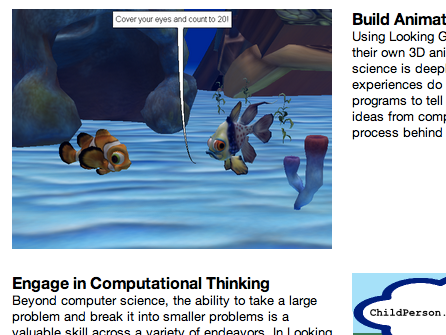 Cover your eyes and count to 20!
Build Animat
Using Looking G
their own 3D ani
science is deepl
experiences do
programs to tell
ideas from comp
process behind
Engage in Computational Thinking
Beyond computer science, the ability to take a large
problem and break it into smaller problems is a
valuable skill across a variety of endeavors. In Looking
ChildPerson.